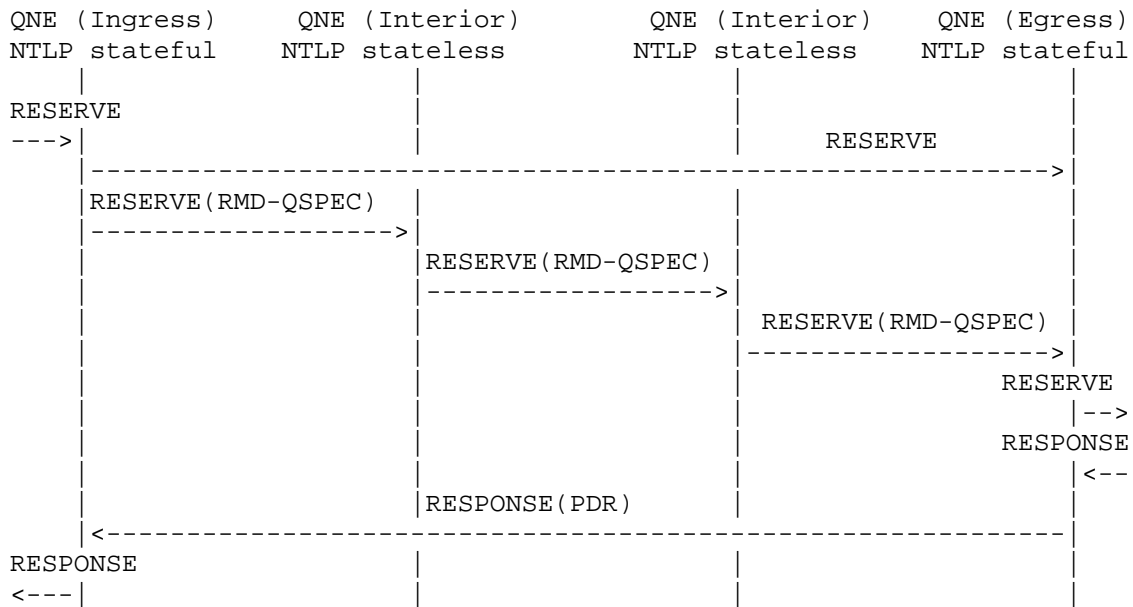 QNE (Ingress) QNE (Interior) QNE (Interior) QNE (Egress)
NTLP stateful NTLP stateless NTLP stateless NTLP stateful
RESERVE
RESERVE
RESERVE(RMD-QSPEC)
RESERVE(RMD-QSPEC)
RESERVE(RMD-QSPEC)
RESERVE
RESPONSE
RESPONSE(PDR)
RESPONSE